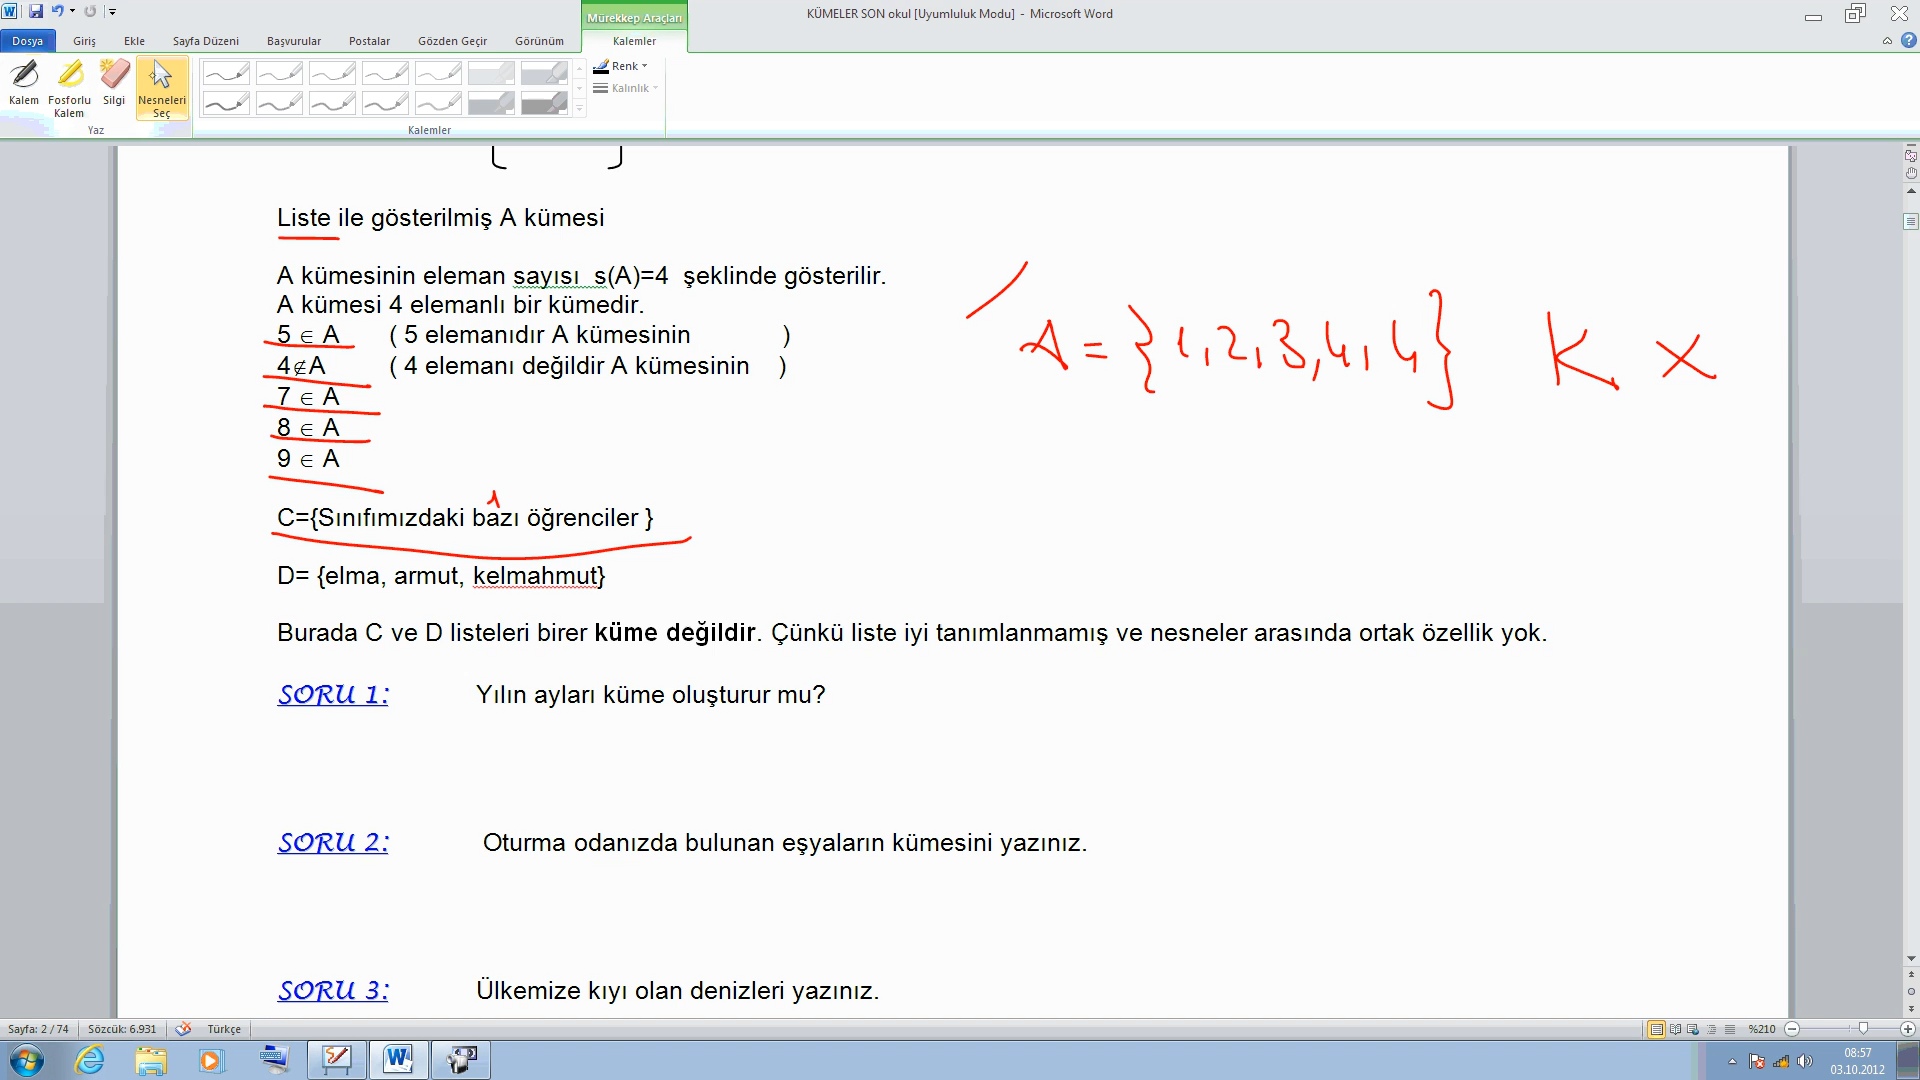 KÜMELER SON okul [Uyumluluk Modu] - Microsoft Word
Mürekkep Araçları
Dosya Giriş Ekle Sayfa Düzeni Başvurular Postalar Gözden Geçir Görünüm Kalemler
Kalem Fosforlu Kalem Silgi Nesneleri Seç
Renk
Kalınlık
Yaz Kalemler
Liste ile gösterilmiş A kümesi
A kümesinin eleman sayısı s(A)=4 şeklinde gösterilir.
A kümesi 4 elemanlı bir kümedir.
5 ∈ A ( 5 elemanıdır A kümesinin )
4∉A ( 4 elemanı değildir A kümesinin )
7 ∈ A
8 ∈ A
9 ∈ A
A = {1,2,3,4,4} K X
C={Sınıfımızdaki bazı öğrenciler }
D= {elma, armut, kelmahmut}
Burada C ve D listeleri birer küme değildir. Çünkü liste iyi tanımlanmamış ve nesneler arasında ortak özellik yok.
SORU 1: Yılın ayları küme oluşturur mu?
SORU 2: Oturma odanızda bulunan eşyaların kümesini yazınız.
SORU 3: Ülkemize kıyı olan denizleri yazınız.
Sayfa: 2 / 74 Sözcük: 6.931 Türkçe %210
08:57
03.10.2012